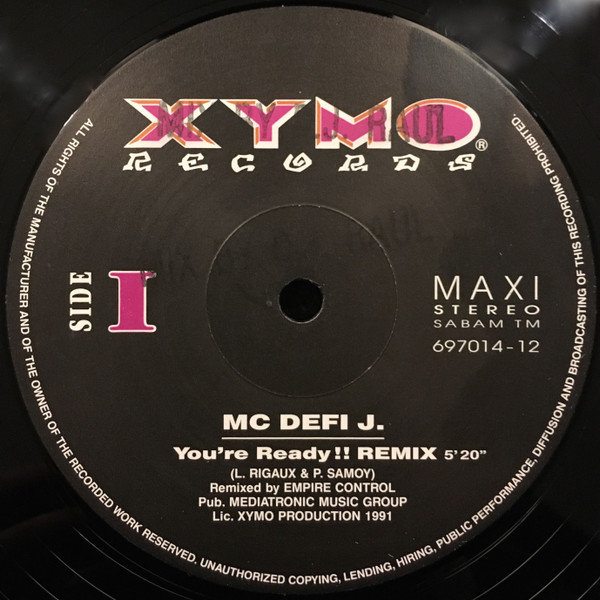 XYMO®
RECORDS
SIDE 1
MAXI
STEREO
SABAM TM
697014-12
MC DEFI J.
You're Ready!! REMIX 5'20"
(L. RIGAUX & P. SAMOY)
Remixed by EMPIRE CONTROL
Pub. MEDIATRONIC MUSIC GROUP
Lic. XYMO PRODUCTION 1991
ALL RIGHTS OF THE MANUFACTURER AND OF THE OWNER OF THE RECORDED WORK RESERVED. UNAUTHORIZED COPYING, LENDING, HIRING, PUBLIC PERFORMANCE, DIFFUSION AND BROADCASTING OF THIS RECORDING PROHIBITED.
RAUL